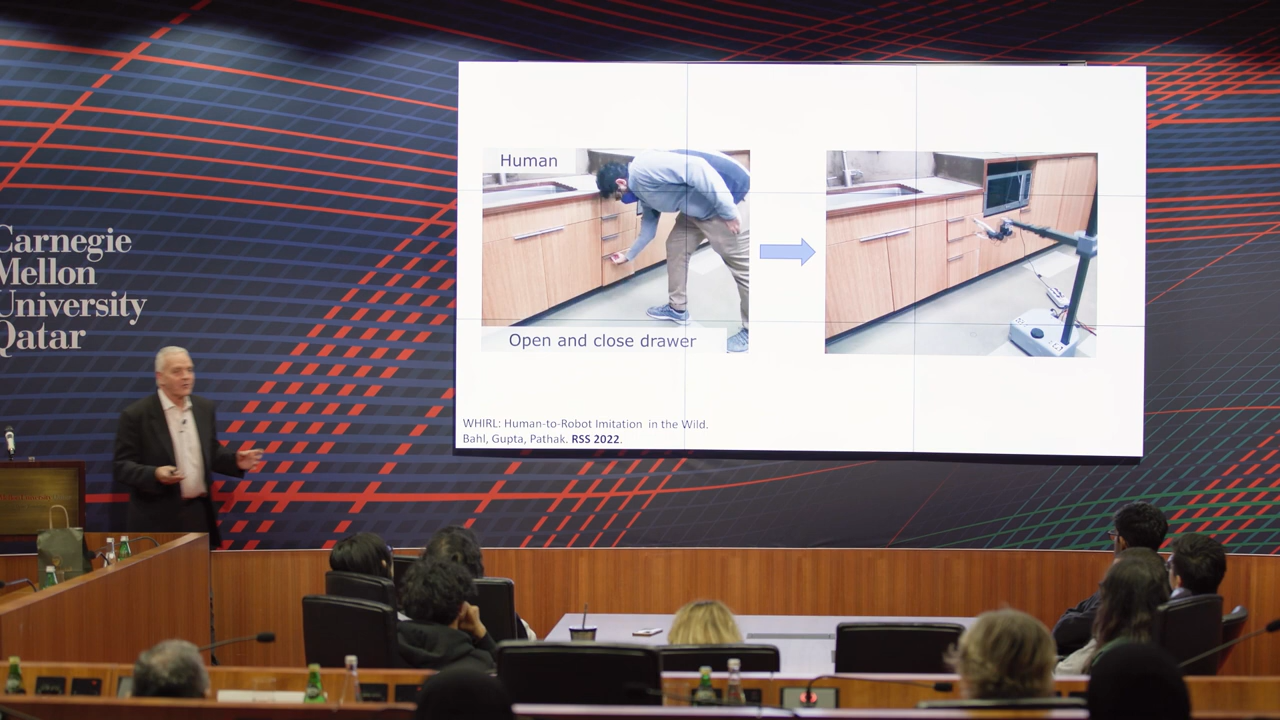 Carnegie
Mellon
University
Qatar
Human
Open and close drawer
WHIRL: Human-to-Robot Imitation in the Wild.
Bahl, Gupta, Pathak. RSS 2022.